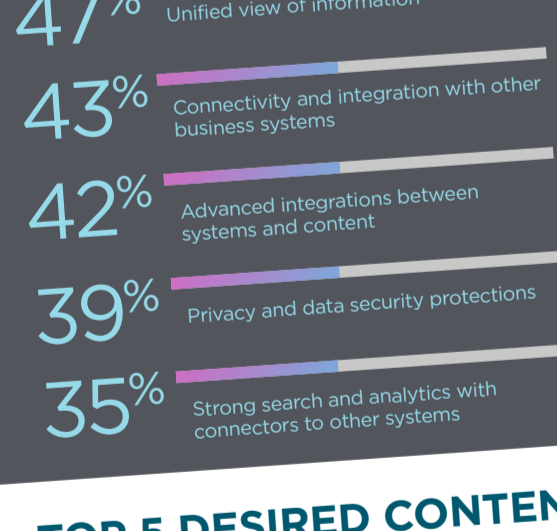 47%
Unified view of information
43%
Connectivity and integration with other
business systems
42%
Advanced integrations between
systems and content
39%
Privacy and data security protections
35%
Strong search and analytics with
connectors to other systems
TOP 5 DESIRED CONTEN